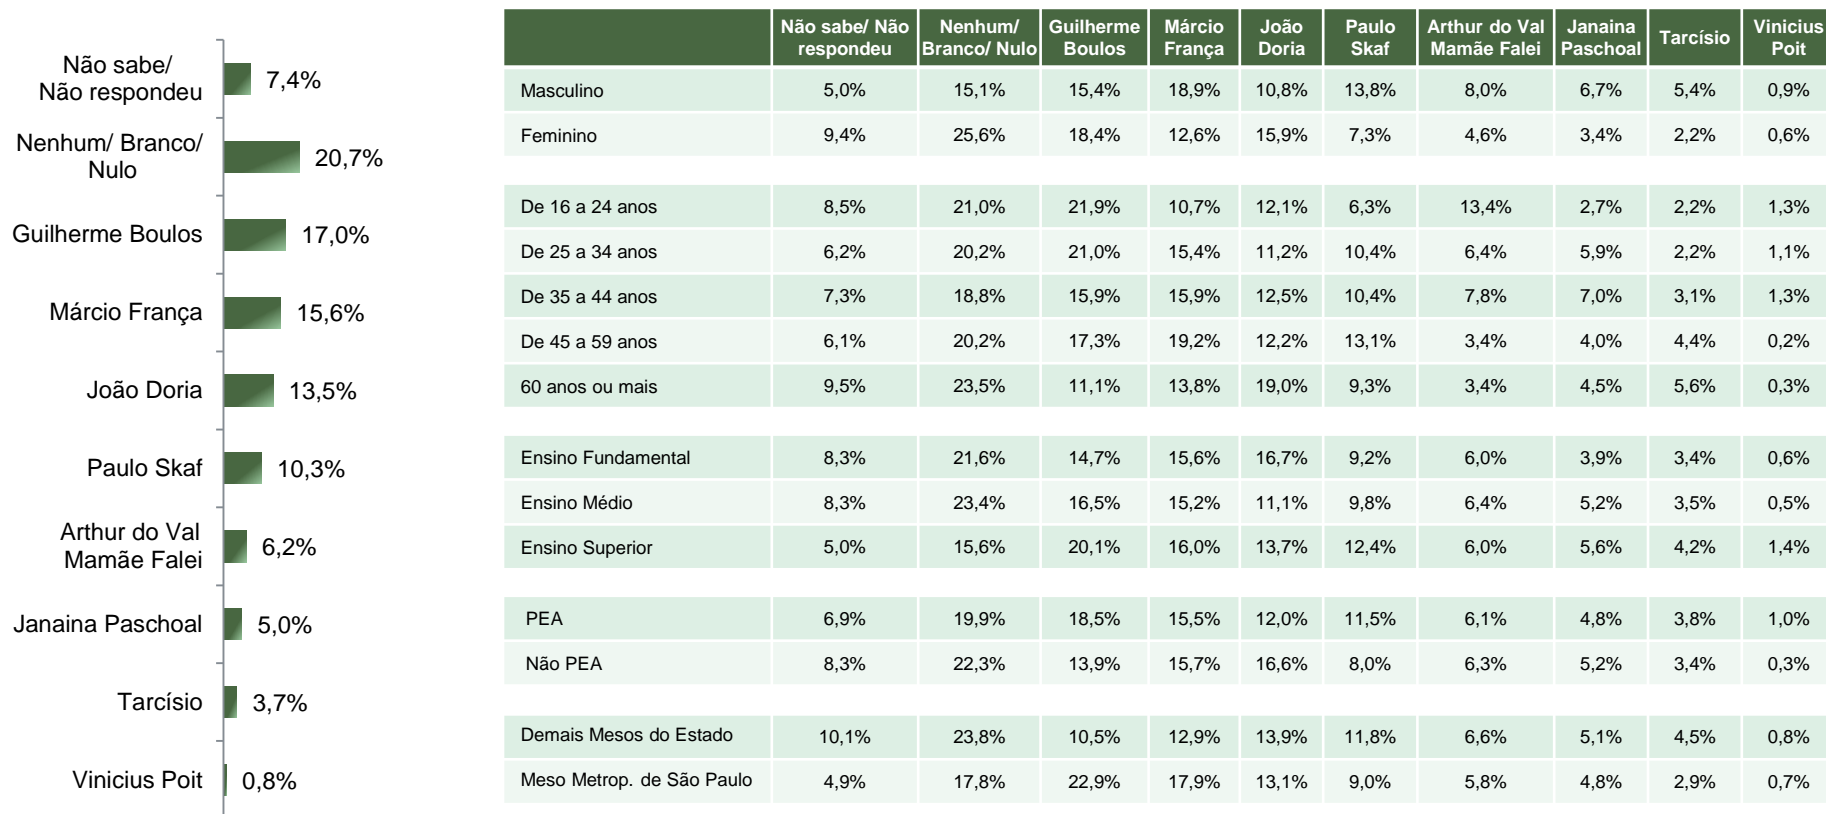 Não sabe/
Não respondeu
7,4%
Nenhum/ Branco/
Nulo
20,7%
Guilherme Boulos
17,0%
Márcio França
15,6%
João Doria
13,5%
Paulo Skaf
10,3%
Arthur do Val
Mamãe Falei
6,2%
Janaina Paschoal
5,0%
Tarcísio
3,7%
Vinicius Poit
0,8%
Não sabe/ Não respondeu Nenhum/ Branco/ Nulo Guilherme Boulos Márcio França João Doria Paulo Skaf Arthur do Val Mamãe Falei Janaina Paschoal Tarcísio Vinicius Poit
Masculino 5,0% 15,1% 15,4% 18,9% 10,8% 13,8% 8,0% 6,7% 5,4% 0,9%
Feminino 9,4% 25,6% 18,4% 12,6% 15,9% 7,3% 4,6% 3,4% 2,2% 0,6%
De 16 a 24 anos 8,5% 21,0% 21,9% 10,7% 12,1% 6,3% 13,4% 2,7% 2,2% 1,3%
De 25 a 34 anos 6,2% 20,2% 21,0% 15,4% 11,2% 10,4% 6,4% 5,9% 2,2% 1,1%
De 35 a 44 anos 7,3% 18,8% 15,9% 15,9% 12,5% 10,4% 7,8% 7,0% 3,1% 1,3%
De 45 a 59 anos 6,1% 20,2% 17,3% 19,2% 12,2% 13,1% 3,4% 4,0% 4,4% 0,2%
60 anos ou mais 9,5% 23,5% 11,1% 13,8% 19,0% 9,3% 3,4% 4,5% 5,6% 0,3%
Ensino Fundamental 8,3% 21,6% 14,7% 15,6% 16,7% 9,2% 6,0% 3,9% 3,4% 0,6%
Ensino Médio 8,3% 23,4% 16,5% 15,2% 11,1% 9,8% 6,4% 5,2% 3,5% 0,5%
Ensino Superior 5,0% 15,6% 20,1% 16,0% 13,7% 12,4% 6,0% 5,6% 4,2% 1,4%
PEA 6,9% 19,9% 18,5% 15,5% 12,0% 11,5% 6,1% 4,8% 3,8% 1,0%
Não PEA 8,3% 22,3% 13,9% 15,7% 16,6% 8,0% 6,3% 5,2% 3,4% 0,3%
Demais Mesos do Estado 10,1% 23,8% 10,5% 12,9% 13,9% 11,8% 6,6% 5,1% 4,5% 0,8%
Meso Metrop. de São Paulo 4,9% 17,8% 22,9% 17,9% 13,1% 9,0% 5,8% 4,8% 2,9% 0,7%